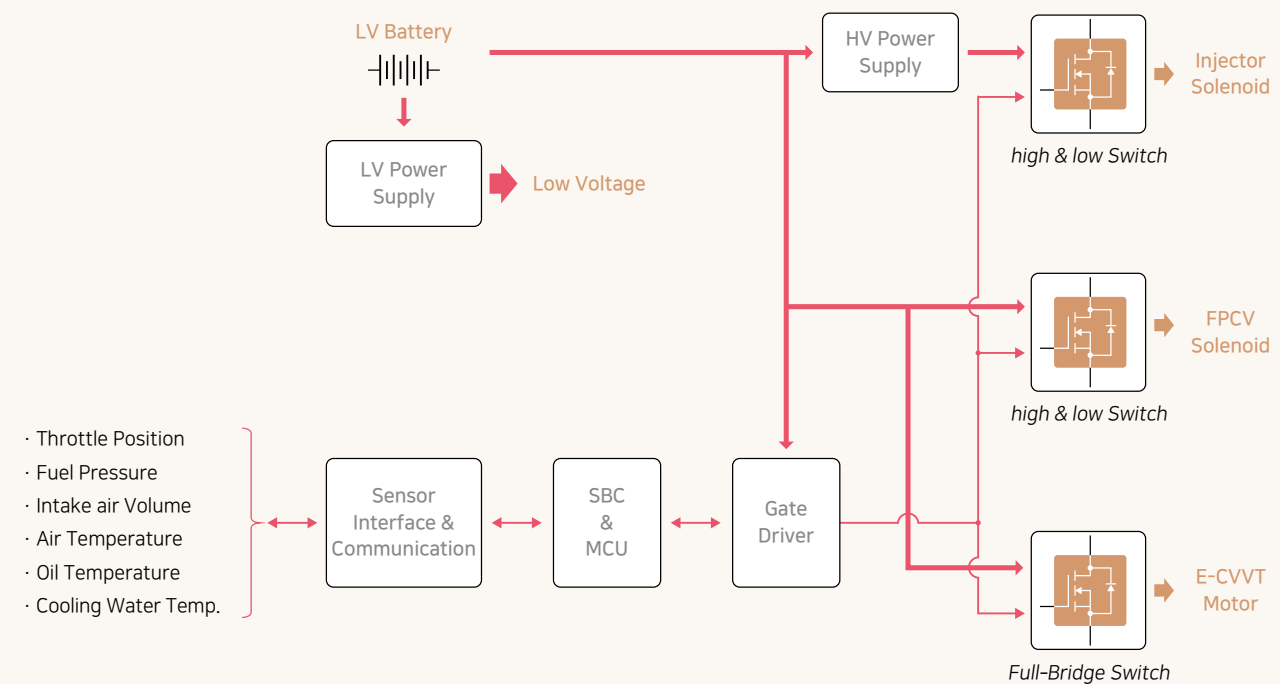 LV Battery
HV Power
Supply
Injector
Solenoid
high & low Switch
LV Power
Supply
Low Voltage
FPCV
Solenoid
high & low Switch
· Throttle Position
· Fuel Pressure
· Intake air Volume
· Air Temperature
· Oil Temperature
· Cooling Water Temp.
Sensor
Interface &
Communication
SBC
&
MCU
Gate
Driver
E-CVVT
Motor
Full-Bridge Switch